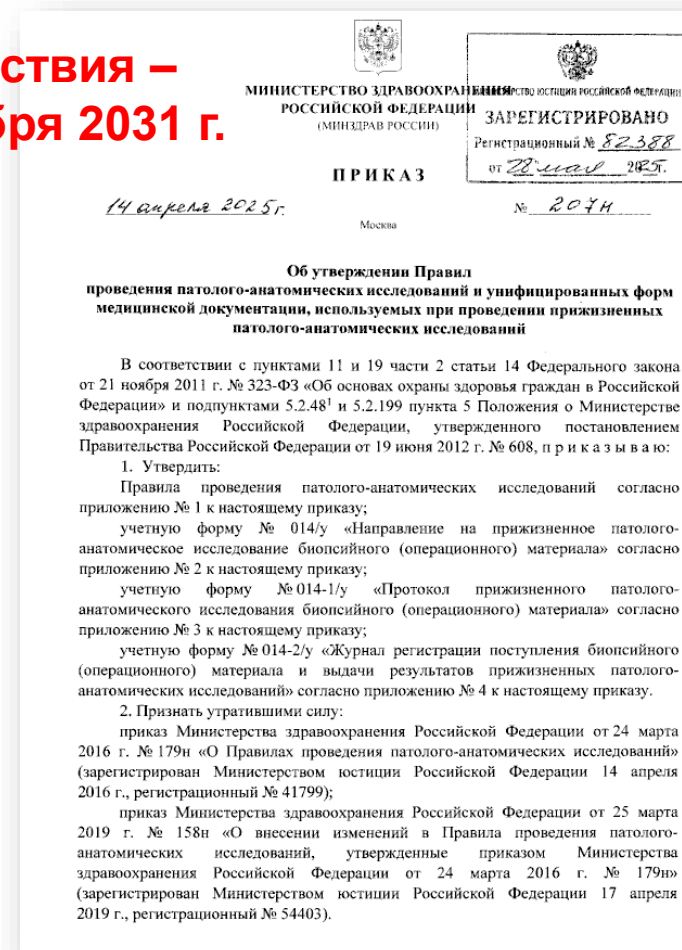 ствия –
бря 2031 г.
МИНИСТЕРСТВО ЗДРАВООХРАНЕНИЯ
РОССИЙСКОЙ ФЕДЕРАЦИИ
(МИНЗДРАВ РОССИИ)
МИНИСТЕРСТВО ЮСТИЦИИ РОССИЙСКОЙ ФЕДЕРАЦИИ
ЗАРЕГИСТРИРОВАНО
Регистрационный № 82388
от 28 мая 2025г.
ПРИКАЗ
14 апреля 2025г.
№ 207н
Москва
Об утверждении Правил
проведения патолого-анатомических исследований и унифицированных форм
медицинской документации, используемых при проведении прижизненных
патолого-анатомических исследований
В соответствии с пунктами 11 и 19 части 2 статьи 14 Федерального закона
от 21 ноября 2011 г. № 323-ФЗ «Об основах охраны здоровья граждан в Российской
Федерации» и подпунктами 5.2.48¹ и 5.2.199 пункта 5 Положения о Министерстве
здравоохранения Российской Федерации, утвержденного постановлением
Правительства Российской Федерации от 19 июня 2012 г. № 608, п р и к а з ы в а ю:
1. Утвердить:
Правила проведения патолого-анатомических исследований согласно
приложению № 1 к настоящему приказу;
учетную форму № 014/у «Направление на прижизненное патолого-
анатомическое исследование биопсийного (операционного) материала» согласно
приложению № 2 к настоящему приказу;
учетную форму № 014-1/у «Протокол прижизненного патолого-
анатомического исследования биопсийного (операционного) материала» согласно
приложению № 3 к настоящему приказу;
учетную форму № 014-2/у «Журнал регистрации поступления биопсийного
(операционного) материала и выдачи результатов прижизненных патолого-
анатомических исследований» согласно приложению № 4 к настоящему приказу.
2. Признать утратившими силу:
приказ Министерства здравоохранения Российской Федерации от 24 марта
2016 г. № 179н «О Правилах проведения патолого-анатомических исследований»
(зарегистрирован Министерством юстиции Российской Федерации 14 апреля
2016 г., регистрационный № 41799);
приказ Министерства здравоохранения Российской Федерации от 25 марта
2019 г. № 158н «О внесении изменений в Правила проведения патолого-
анатомических исследований, утвержденные приказом Министерства
здравоохранения Российской Федерации от 24 марта 2016 г. № 179н»
(зарегистрирован Министерством юстиции Российской Федерации 17 апреля
2019 г., регистрационный № 54403).